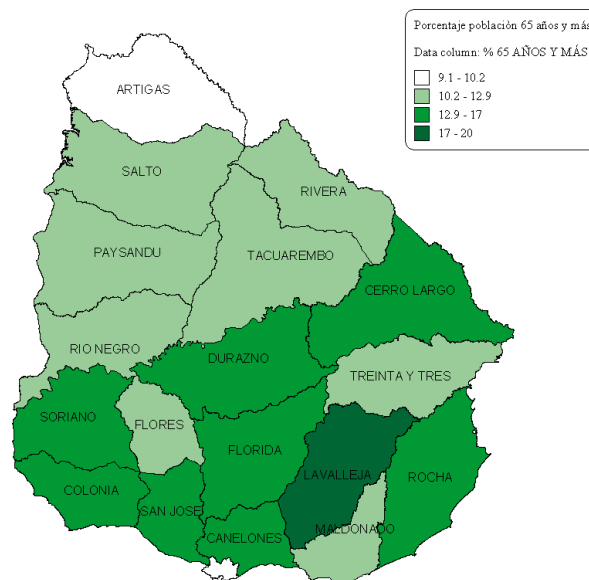 Porcentaje poblaciòn 65 años y más
Data column: % 65 AÑOS Y MÁS
9.1 - 10.2
10.2 - 12.9
12.9 - 17
17 - 20
ARTIGAS
SALTO
RIVERA
PAYSANDU
TACUAREMBO
CERRO LARGO
RIO NEGRO
DURAZNO
TREINTA Y TRES
SORIANO
FLORES
FLORIDA
LAVALLEJA
ROCHA
COLONIA
SAN JOSE
MALDONADO
CANELONES